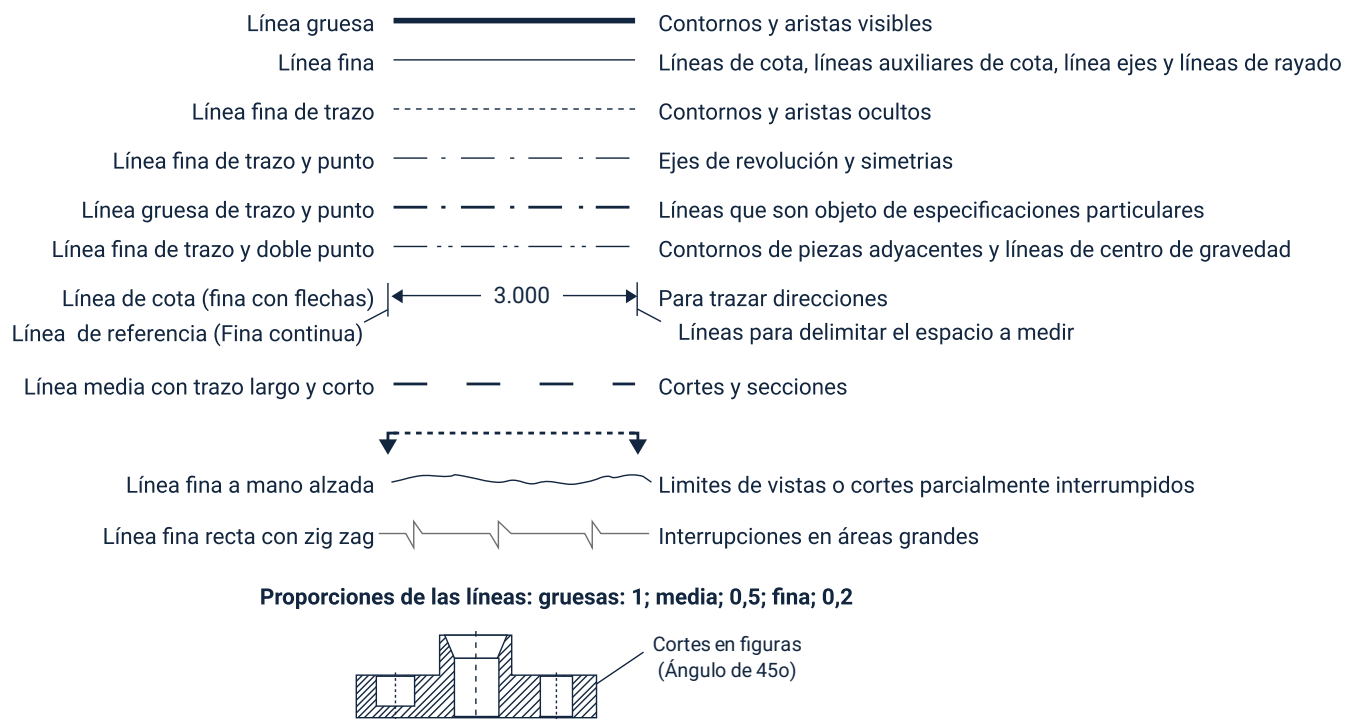 Línea gruesa Contornos y aristas visibles
Línea fina Líneas de cota, líneas auxiliares de cota, línea ejes y líneas de rayado
Línea fina de trazo Contornos y aristas ocultos
Línea fina de trazo y punto Ejes de revolución y simetrias
Línea gruesa de trazo y punto Líneas que son objeto de especificaciones particulares
Línea fina de trazo y doble punto Contornos de piezas adyacentes y líneas de centro de gravedad
Línea de cota (fina con flechas) 3.000 Para trazar direcciones
Línea de referencia (Fina continua) Líneas para delimitar el espacio a medir
Línea media con trazo largo y corto Cortes y secciones
Línea fina a mano alzada Limites de vistas o cortes parcialmente interrumpidos
Línea fina recta con zig zag Interrupciones en áreas grandes
Proporciones de las líneas: gruesas: 1; media; 0,5; fina; 0,2
Cortes en figuras
(Ángulo de 45o)